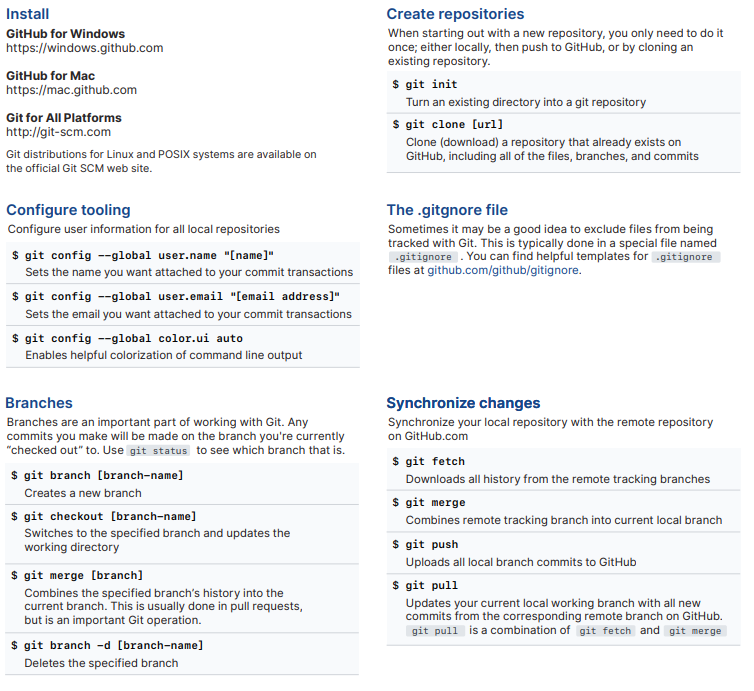 Install
GitHub for Windows
https://windows.github.com
GitHub for Mac
https://mac.github.com
Git for All Platforms
http://git-scm.com
Git distributions for Linux and POSIX systems are available on
the official Git SCM web site.
Create repositories
When starting out with a new repository, you only need to do it
once; either locally, then push to GitHub, or by cloning an
existing repository.
$ git init
Turn an existing directory into a git repository
$ git clone [url]
Clone (download) a repository that already exists on
GitHub, including all of the files, branches, and commits
Configure tooling
Configure user information for all local repositories
$ git config --global user.name "[name]"
Sets the name you want attached to your commit transactions
$ git config --global user.email "[email address]"
Sets the email you want attached to your commit transactions
$ git config --global color.ui auto
Enables helpful colorization of command line output
The .gitgnore file
Sometimes it may be a good idea to exclude files from being
tracked with Git. This is typically done in a special file named
.gitignore . You can find helpful templates for .gitignore
files at github.com/github/gitignore.
Branches
Branches are an important part of working with Git. Any
commits you make will be made on the branch you're currently
“checked out” to. Use git status to see which branch that is.
$ git branch [branch-name]
Creates a new branch
$ git checkout [branch-name]
Switches to the specified branch and updates the
working directory
$ git merge [branch]
Combines the specified branch’s history into the
current branch. This is usually done in pull requests,
but is an important Git operation.
$ git branch -d [branch-name]
Deletes the specified branch
Synchronize changes
Synchronize your local repository with the remote repository
on GitHub.com
$ git fetch
Downloads all history from the remote tracking branches
$ git merge
Combines remote tracking branch into current local branch
$ git push
Uploads all local branch commits to GitHub
$ git pull
Updates your current local working branch with all new
commits from the corresponding remote branch on GitHub.
git pull is a combination of git fetch and git merge